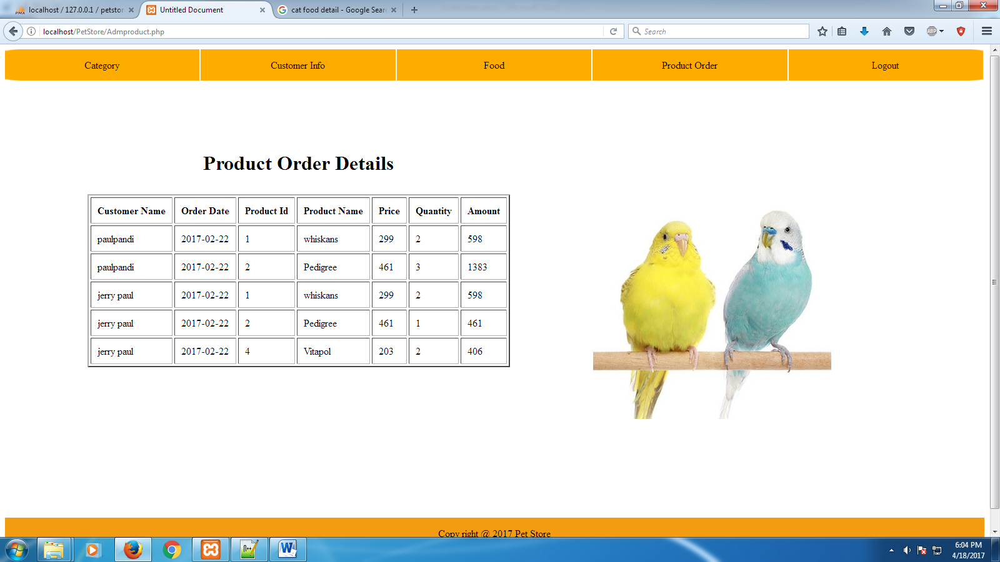 localhost / 127.0.0.1 / petstor
Untitled Document
cat food detail - Google Sear
localhost/PetStore/Admproduct.php
Search
ABP
Category Customer Info Food Product Order Logout
Product Order Details
Customer Name Order Date Product Id Product Name Price Quantity Amount
paulpandi 2017-02-22 1 whiskans 299 2 598
paulpandi 2017-02-22 2 Pedigree 461 3 1383
jerry paul 2017-02-22 1 whiskans 299 2 598
jerry paul 2017-02-22 2 Pedigree 461 1 461
jerry paul 2017-02-22 4 Vitapol 203 2 406
Copy right @ 2017 Pet Store
6:04 PM
4/18/2017